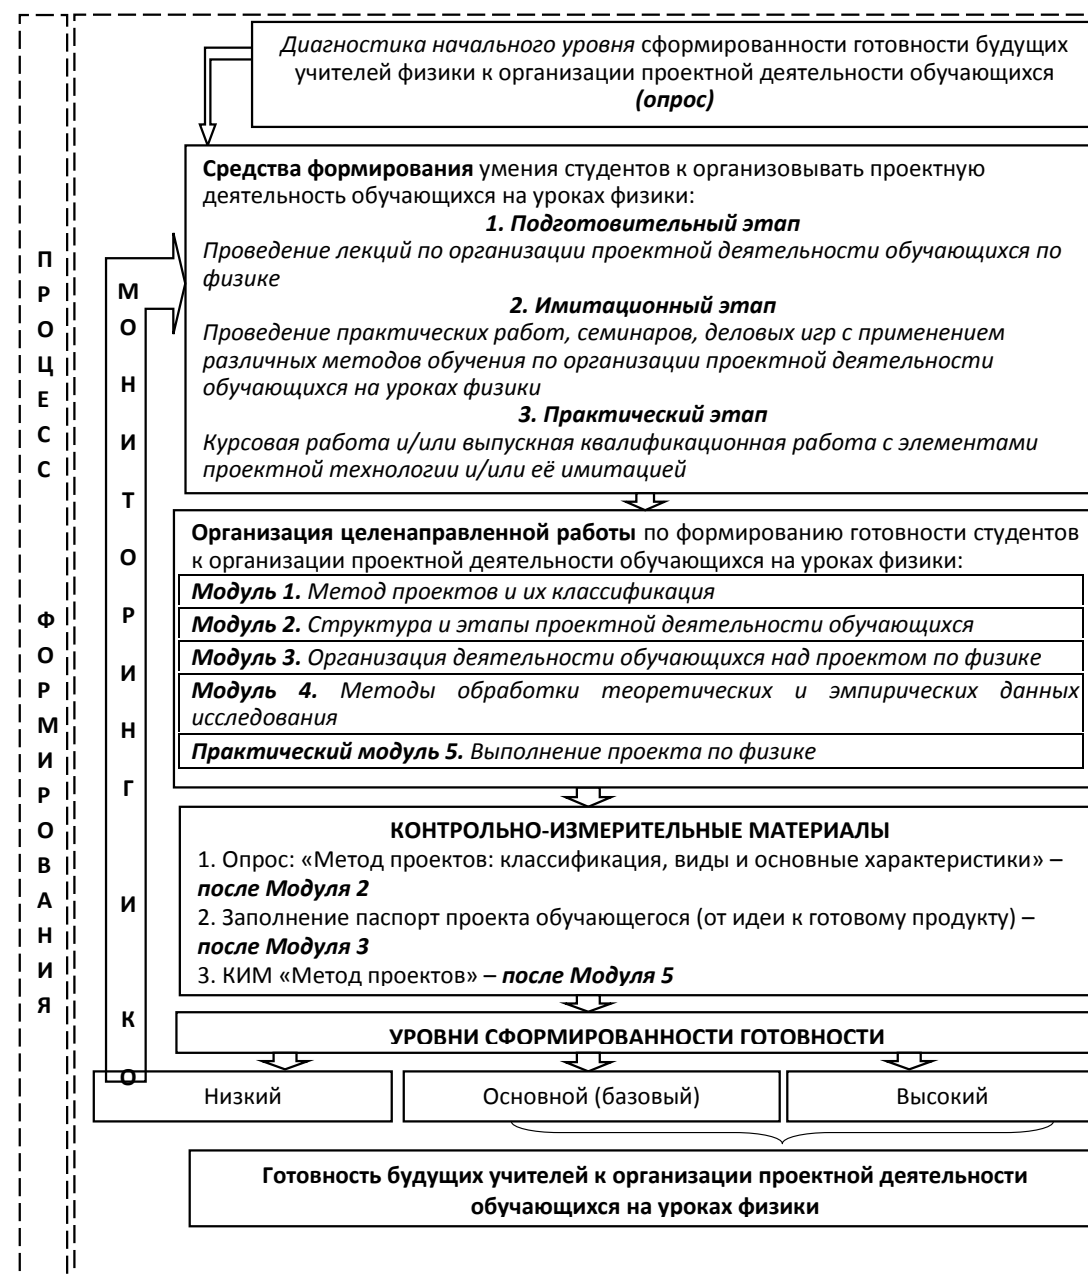 Диагностика начального уровня сформированности готовности будущих
учителей физики к организации проектной деятельности обучающихся
(опрос)
Средства формирования умения студентов к организовывать проектную
деятельность обучающихся на уроках физики:
1. Подготовительный этап
Проведение лекций по организации проектной деятельности обучающихся по
физике
2. Имитационный этап
Проведение практических работ, семинаров, деловых игр с применением
различных методов обучения по организации проектной деятельности
обучающихся на уроках физики
3. Практический этап
Курсовая работа и/или выпускная квалификационная работа с элементами
проектной технологии и/или её имитацией
ПРОЦЕСС ФОРМИРОВАНИЯ
МОНИТОРИНГ И КО
Организация целенаправленной работы по формированию готовности студентов
к организации проектной деятельности обучающихся на уроках физики:
Модуль 1. Метод проектов и их классификация
Модуль 2. Структура и этапы проектной деятельности обучающихся
Модуль 3. Организация деятельности обучающихся над проектом по физике
Модуль 4. Методы обработки теоретических и эмпирических данных
исследования
Практический модуль 5. Выполнение проекта по физике
КОНТРОЛЬНО-ИЗМЕРИТЕЛЬНЫЕ МАТЕРИАЛЫ
1. Опрос: «Метод проектов: классификация, виды и основные характеристики» –
после Модуля 2
2. Заполнение паспорт проекта обучающегося (от идеи к готовому продукту) –
после Модуля 3
3. КИМ «Метод проектов» – после Модуля 5
УРОВНИ СФОРМИРОВАННОСТИ ГОТОВНОСТИ
Низкий
Основной (базовый)
Высокий
Готовность будущих учителей к организации проектной деятельности
обучающихся на уроках физики